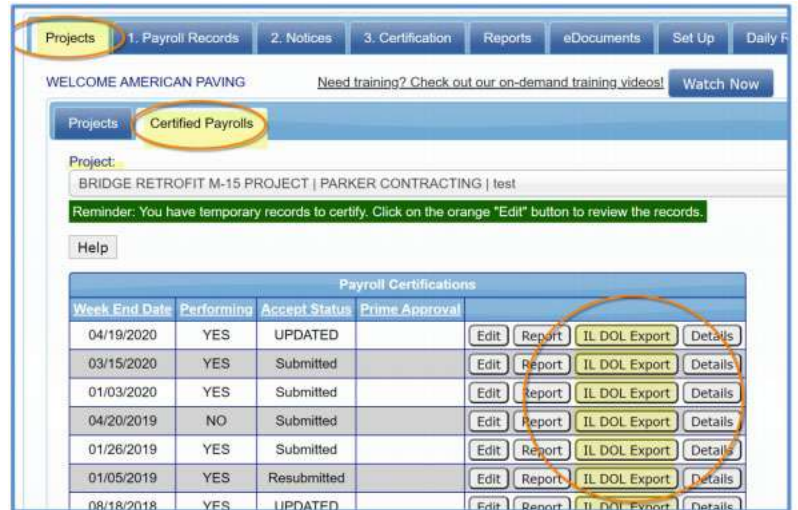 Projects 1. Payroll Records 2. Notices 3. Certification Reports eDocuments Set Up Daily
WELCOME AMERICAN PAVING Need training? Check out our on-demand training videos! Watch Now
Projects Certified Payrolls
Project:
BRIDGE RETROFIT M-15 PROJECT | PARKER CONTRACTING | test
Reminder: You have temporary records to certify. Click on the orange "Edit" button to review the records.
Help
Payroll Certifications
Week End Date Performing Accept Status Prime Approval
04/19/2020 YES UPDATED Edit Report IL DOL Export Details
03/15/2020 YES Submitted Edit Report IL DOL Export Details
01/03/2020 YES Submitted Edit Report IL DOL Export Details
04/20/2019 NO Submitted Edit Report IL DOL Export Details
01/26/2019 YES Submitted Edit Report IL DOL Export Details
01/05/2019 YES Resubmitted Edit Report IL DOL Export Details
08/18/2018 YES UPDATED Edit Report IL DOL Export Details